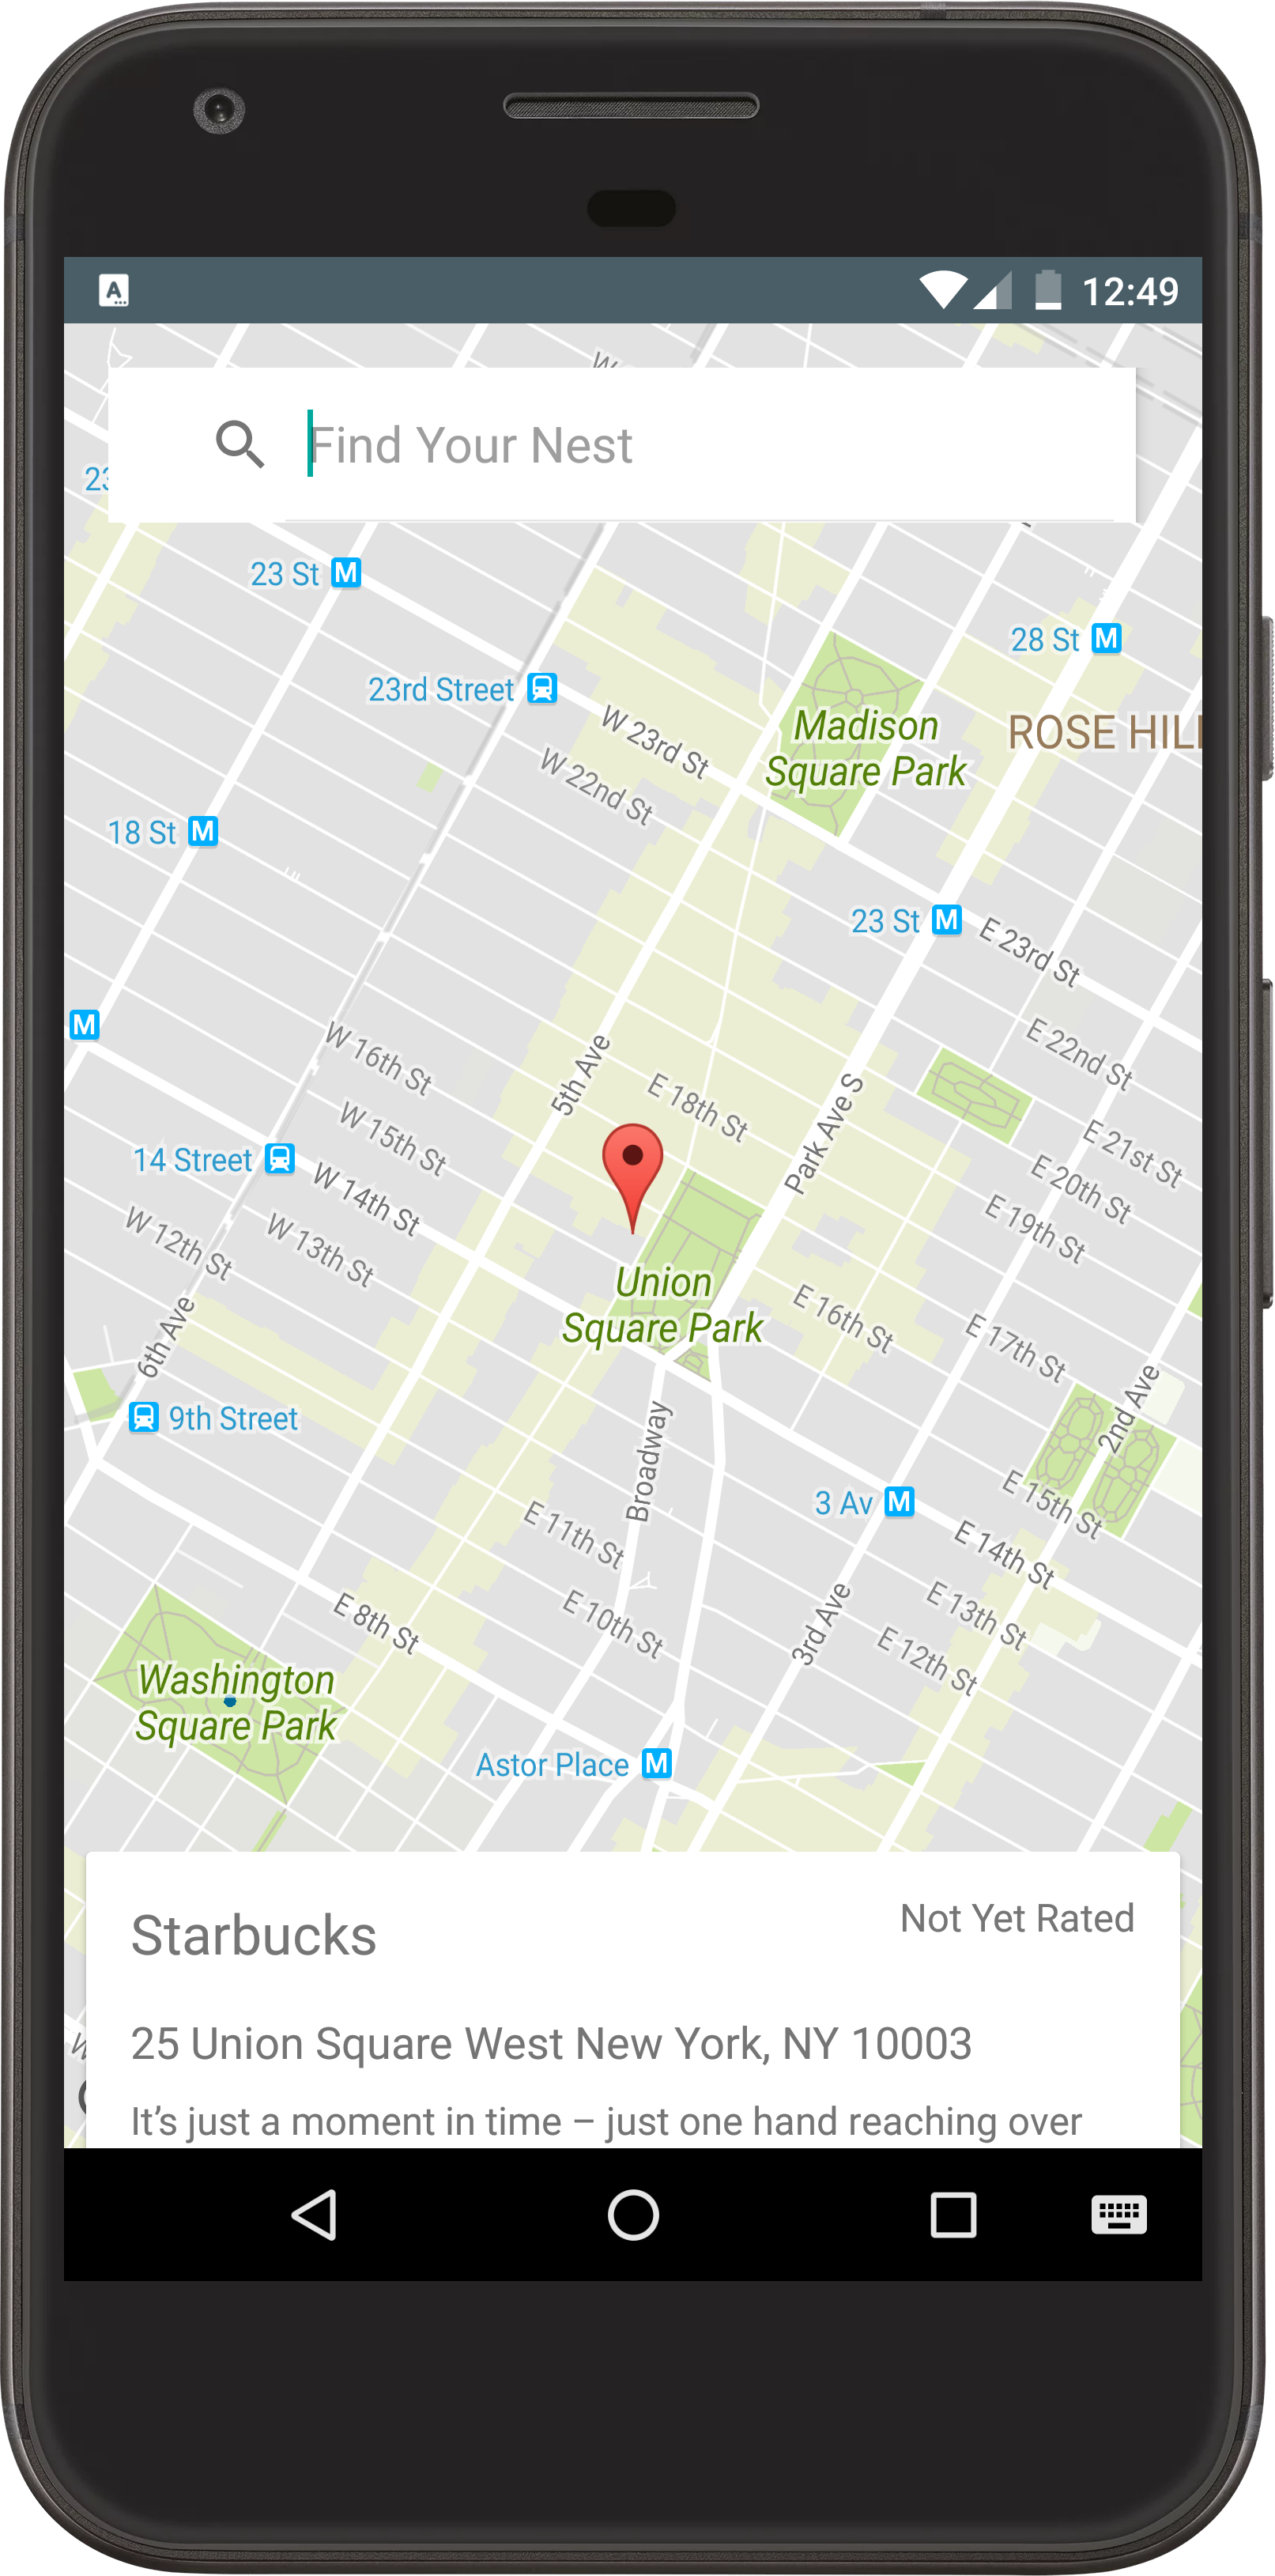 12:49
Find Your Nest
23 St
28 St
23rd Street
Madison
Square Park
ROSE HILL
W 23rd St
W 22nd St
18 St
23 St
E 23rd St
E 22nd St
W 16th St
5th Ave
E 18th St
Park Ave S
W 15th St
E 21st St
14 Street
W 14th St
E 20th St
W 12th St
W 13th St
E 19th St
Union
Square Park
E 16th St
E 17th St
6th Ave
2nd Ave
9th Street
Broadway
E 15th St
3 Av
E 11th St
E 14th St
E 8th St
E 10th St
3rd Ave
E 13th St
E 12th St
Washington
Square Park
Astor Place
Starbucks
Not Yet Rated
25 Union Square West New York, NY 10003
It’s just a moment in time – just one hand reaching over